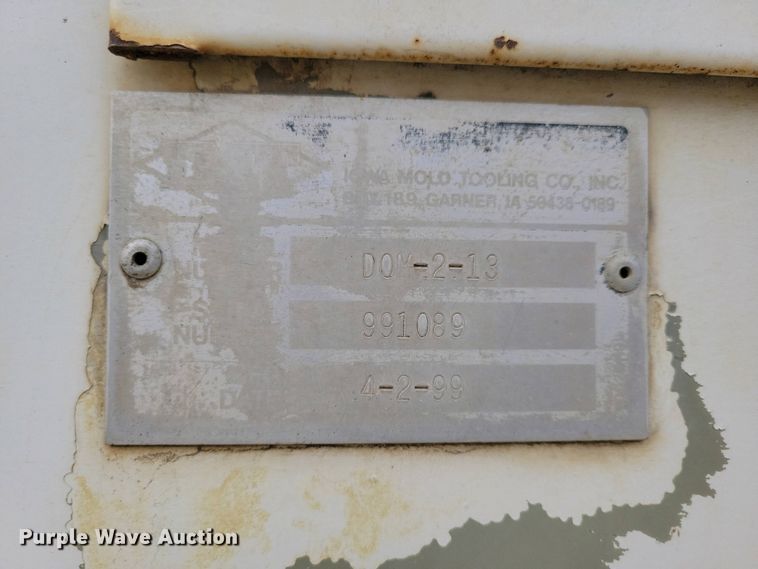 IOWA MOLD TOOLING CO., INC.
BOX 189, GARNER, IA 50438-0189
DOM-2-13
991089
4-2-99
Purple Wave Auction